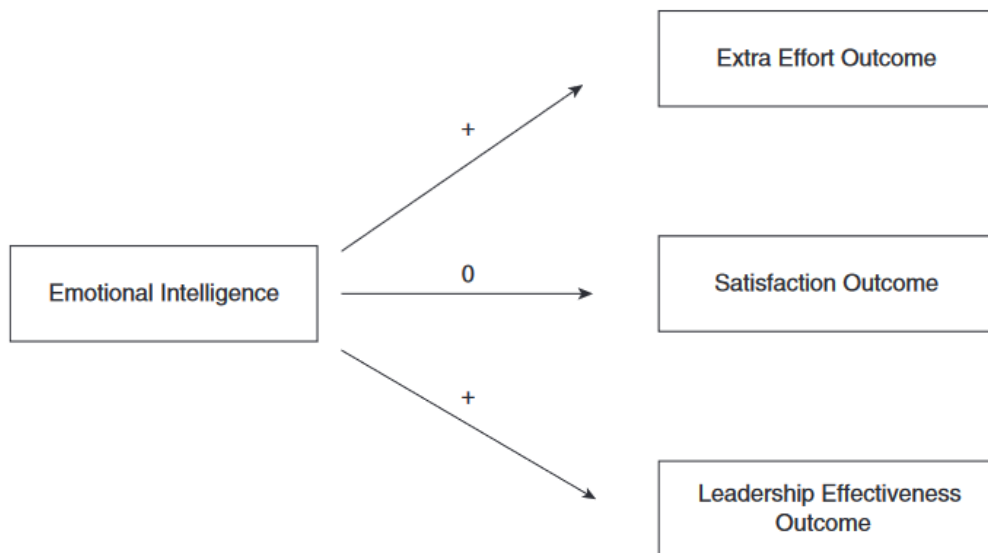 Extra Effort Outcome
+
Emotional Intelligence
0
Satisfaction Outcome
+
Leadership Effectiveness
Outcome